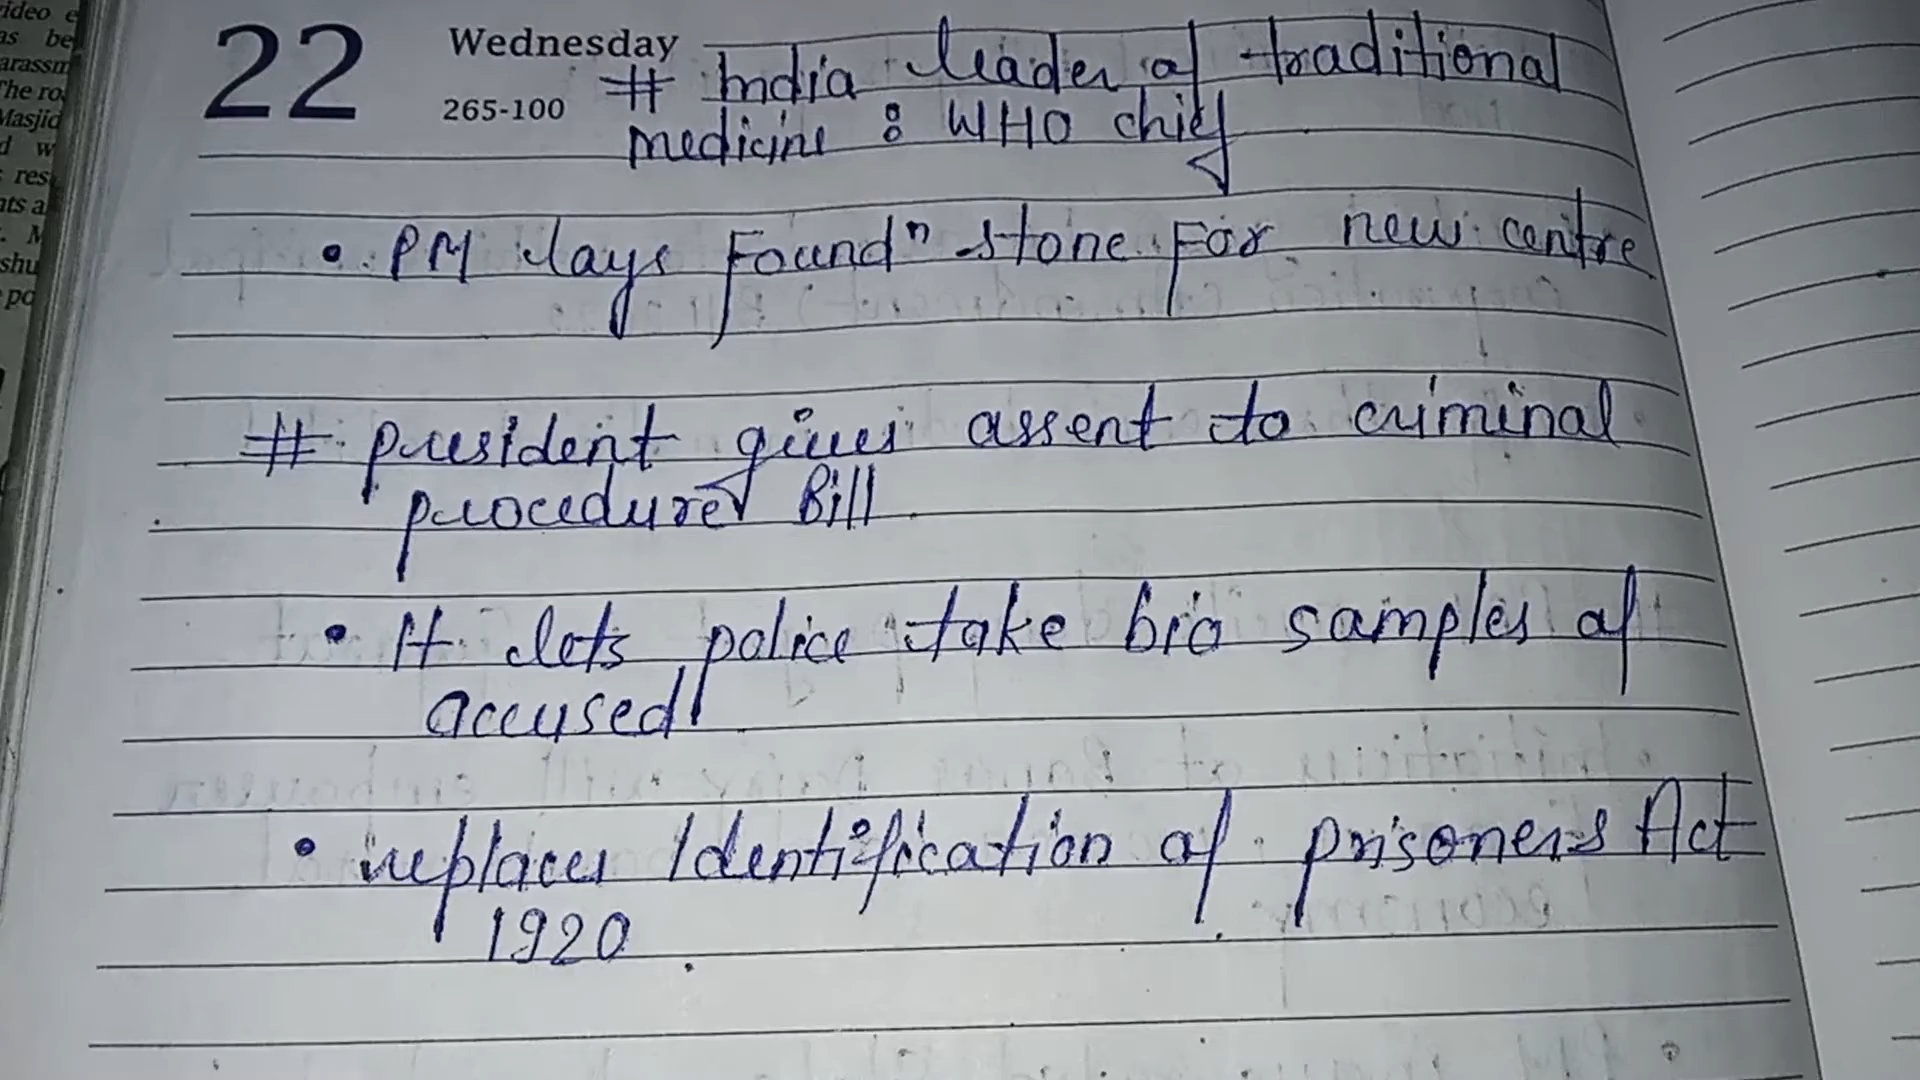 22 Wednesday
265-100
# India leader of traditional
medicine : WHO chief
• PM lays Foundn stone For new centre
# president gives assent to criminal
procedure Bill
• It lets police take bio samples of
accused
• replaces Identification of prisoners Act
1920